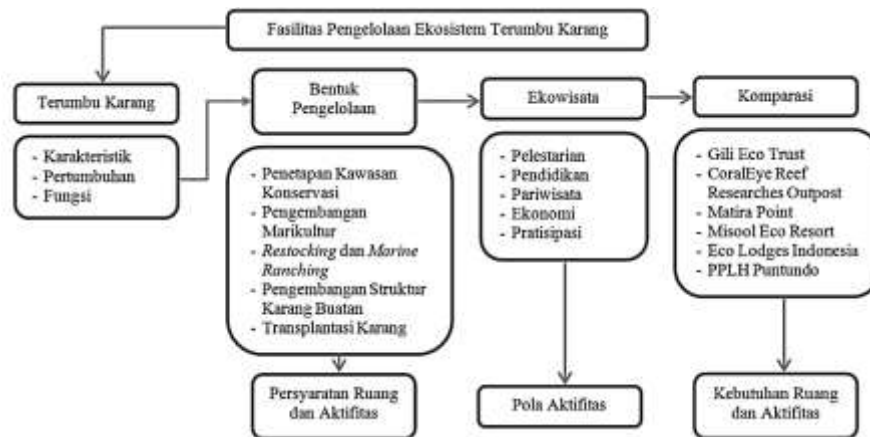 Fasilitas Pengelolaan Ekosistem Terumbu Karang
Terumbu Karang
- Karakteristik
- Pertumbuhan
- Fungsi
Bentuk
Pengelolaan
- Penetapan Kawasan
Konservasi
- Pengembangan
Marikultur
- Restocking dan Marine
Ranching
- Pengembangan Struktur
Karang Buatan
- Transplantasi Karang
Persyaratan Ruang
dan Aktifitas
Ekowisata
- Pelestarian
- Pendidikan
- Pariwisata
- Ekonomi
- Pratisipasi
Pola Aktifitas
Komparasi
- Gili Eco Trust
- CoralEye Reef
Researches Outpost
- Matira Point
- Misool Eco Resort
- Eco Lodges Indonesia
- PPLH Puntundo
Kebutuhan Ruang
dan Aktifitas